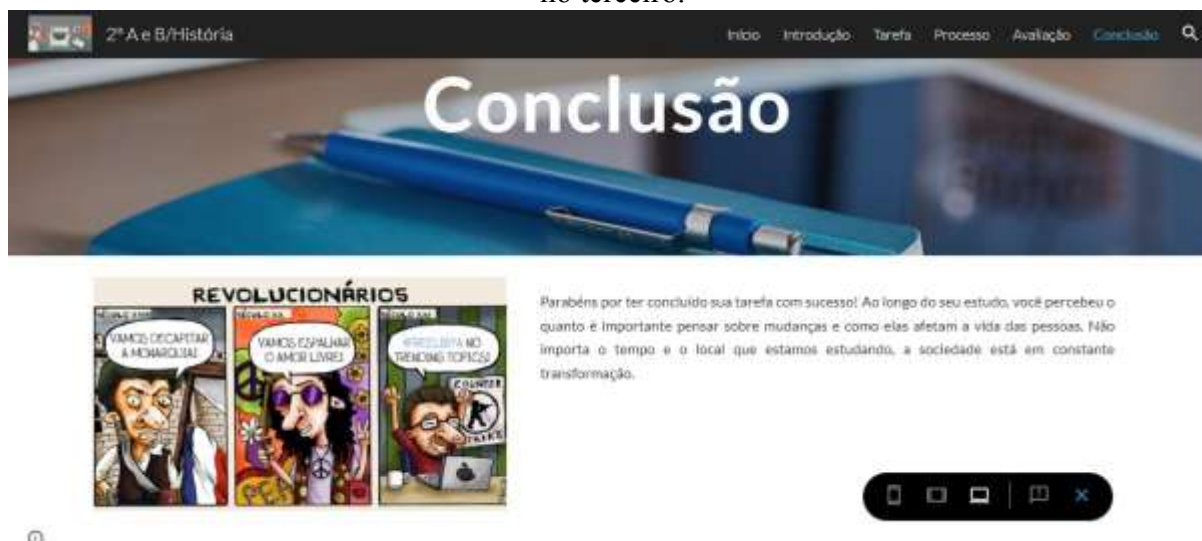 no terceiro.
2º A e B/História
Início Introdução Tarefa Processo Avaliação Conclusão
Conclusão
REVOLUCIONÁRIOS
VAMOS DECAPITAR
A MONARQUIA!
VAMOS ESPALHAR
O AMOR LIVRE!
NO
TRENDING TOPICS!
COUNTER
Parabéns por ter concluído sua tarefa com sucesso! Ao longo do seu estudo, você percebeu o
quanto é importante pensar sobre mudanças e como elas afetam a vida das pessoas. Não
importa o tempo e o local que estamos estudando, a sociedade está em constante
transformação.